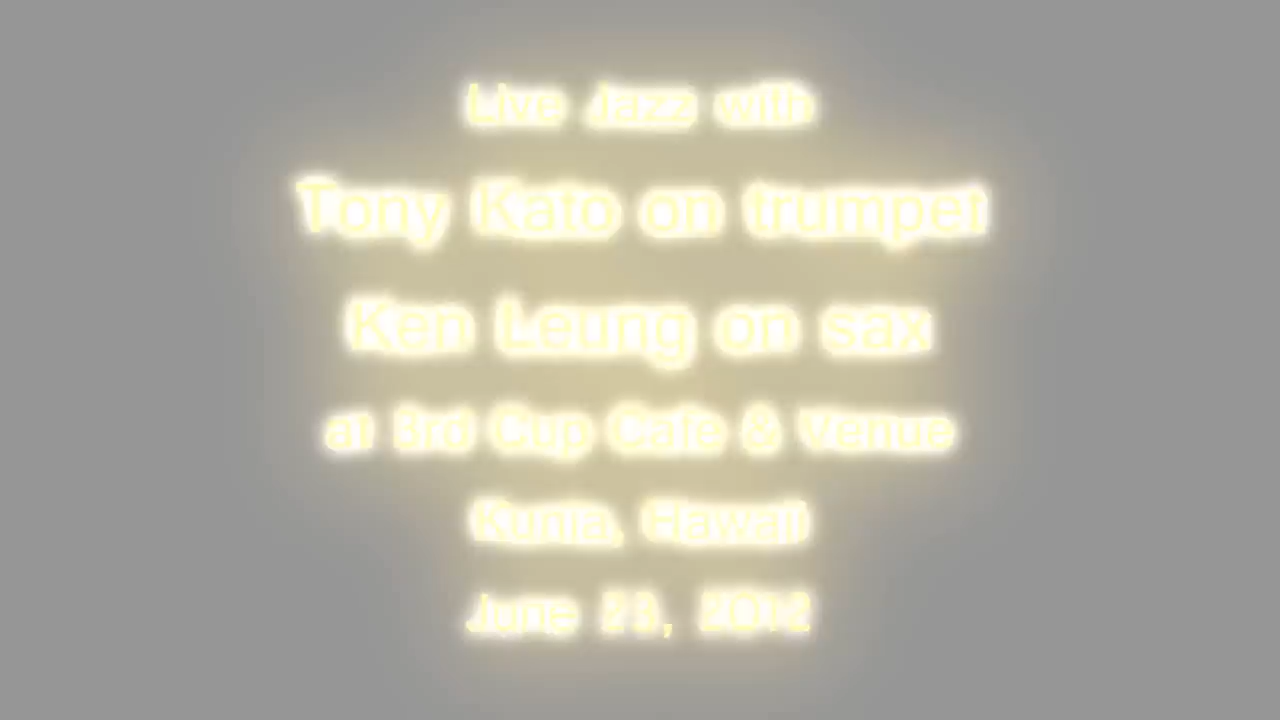 Live Jazz with
Tony Kato on trumpet
Ken Leung on sax
at 3rd Cup Cafe & Venue
Kunia, Hawaii
June 23, 2012